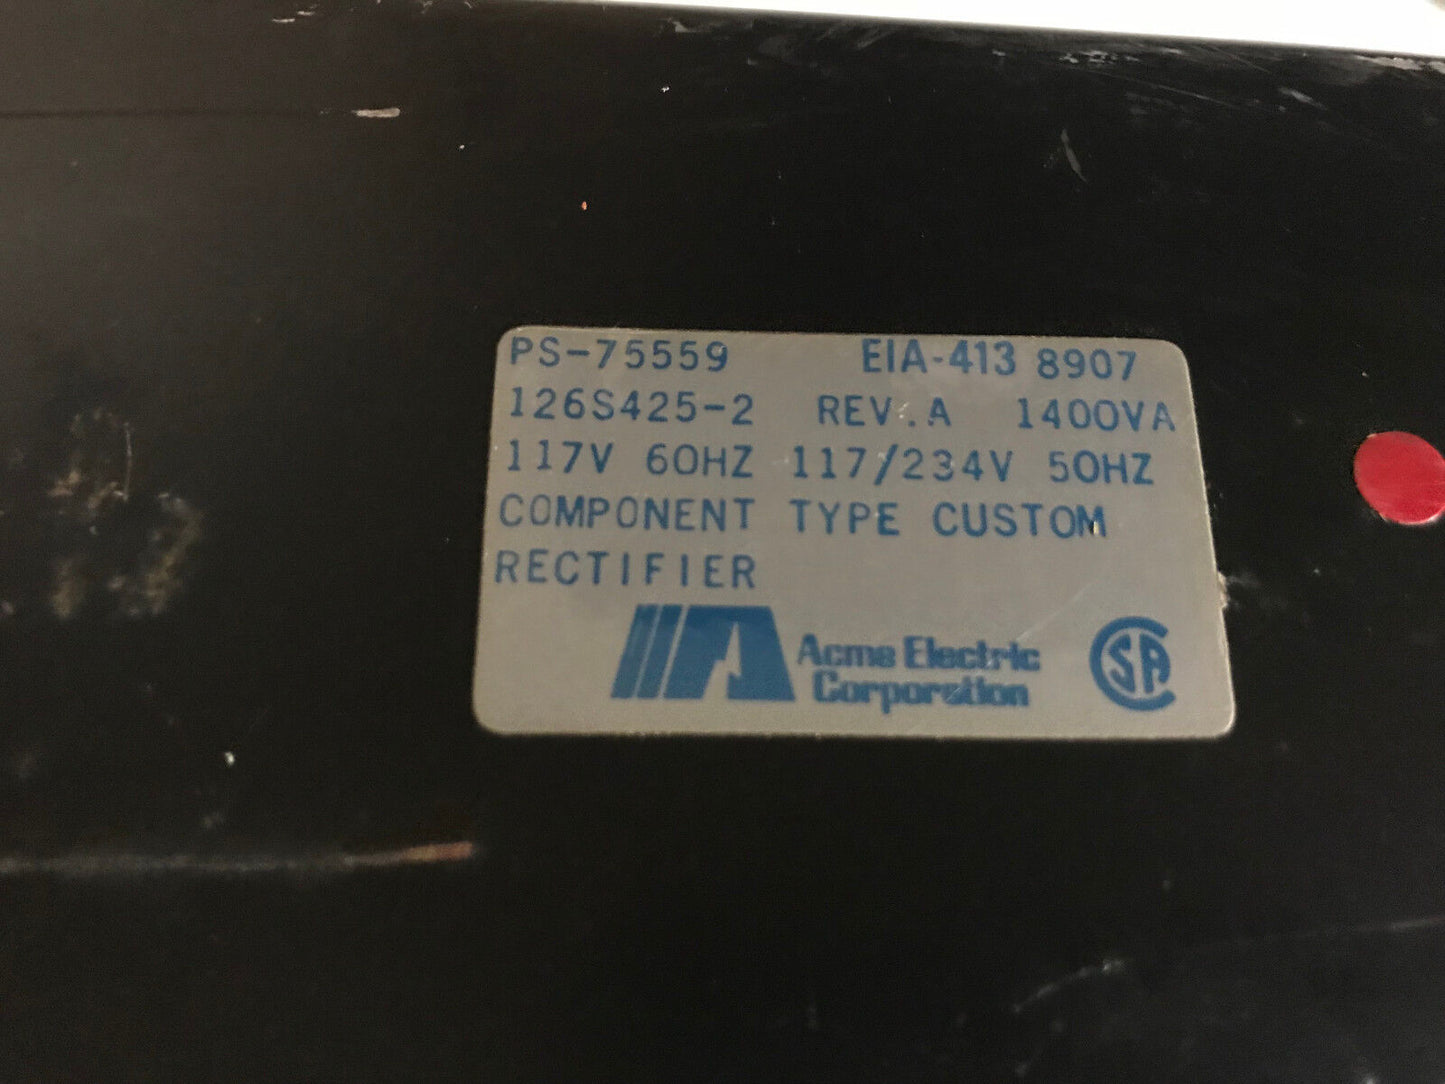 PS-75559 EIA-413 8907
126S425-2 REV.A 1400VA
117V 60HZ 117/234V 50HZ
COMPONENT TYPE CUSTOM
RECTIFIER
Acme Electric
Corporation
CSA